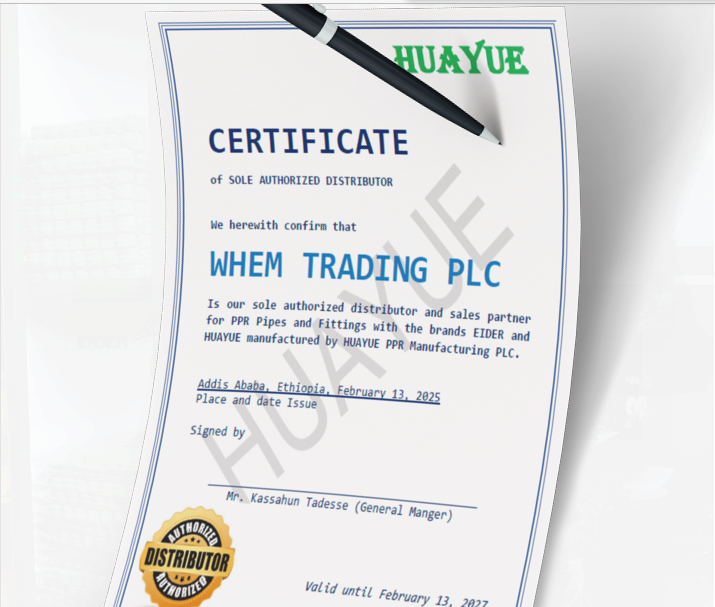 HUAYUE
CERTIFICATE
of SOLE AUTHORIZED DISTRIBUTOR
We herewith confirm that
WHEM TRADING PLC
Is our sole authorized distributor and sales partner
for PPR Pipes and Fittings with the brands EIDER and
HUAYUE manufactured by HUAYUE PPR Manufacturing PLC.
HUAYUE
Addis Ababa, Ethiopia, February 13, 2025
Place and date Issue
Signed by
Mr. Kassahun Tadesse (General Manger)
AUTHORIZED
DISTRIBUTOR
AUTHORIZED
Valid until February 13, 2027